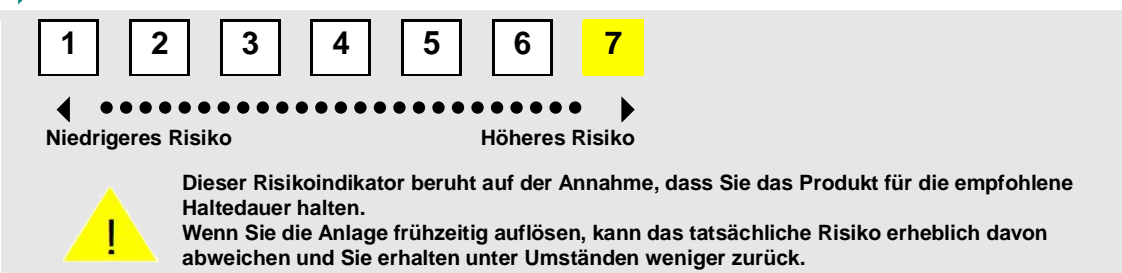 1 2 3 4 5 6 7
Niedrigeres Risiko Höheres Risiko
Dieser Risikoindikator beruht auf der Annahme, dass Sie das Produkt für die empfohlene
Haltedauer halten.
! Wenn Sie die Anlage frühzeitig auflösen, kann das tatsächliche Risiko erheblich davon
abweichen und Sie erhalten unter Umständen weniger zurück.